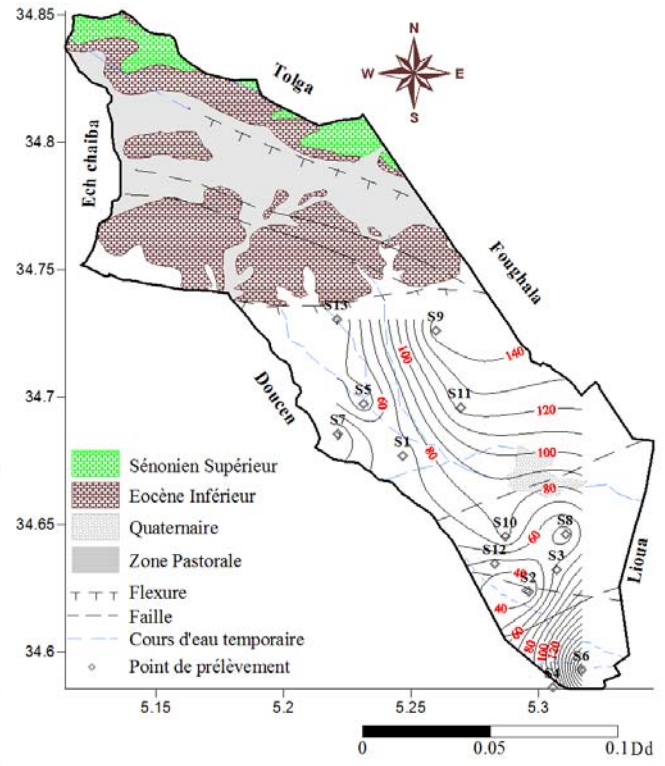 34.85
34.8
34.75
34.7
34.65
34.6
5.15
5.2
5.25
5.3
N
W
E
S
Tolga
Ech chaiba
Foughala
Doucen
Lioua
S13
S9
S5
S11
S7
S1
S10
S8
S12
S3
S2
S6
S4
100
140
120
60
80
100
80
60
40
40
60
80
100
120
Sénonien Supérieur
Eocène Inférieur
Quaternaire
Zone Pastorale
Flexure
Faille
Cours d'eau temporaire
Point de prélèvement
0
0.05
0.1Dd